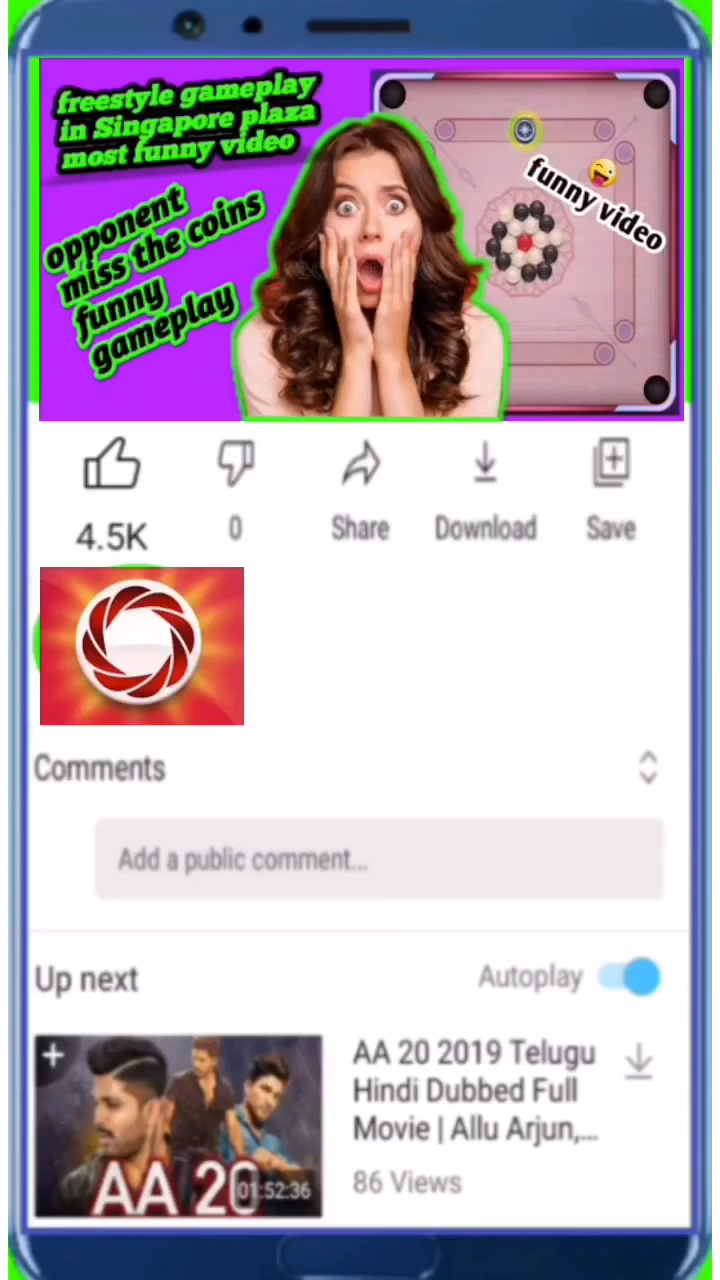 freestyle gameplay
in Singapore plaza
most funny video
opponent
miss the coins
funny
gameplay
funny video
4.5K
0
Share
Download
Save
Comments
Add a public comment...
Up next
Autoplay
AA 20
01:52:36
AA 20 2019 Telugu
Hindi Dubbed Full
Movie | Allu Arjun,...
86 Views